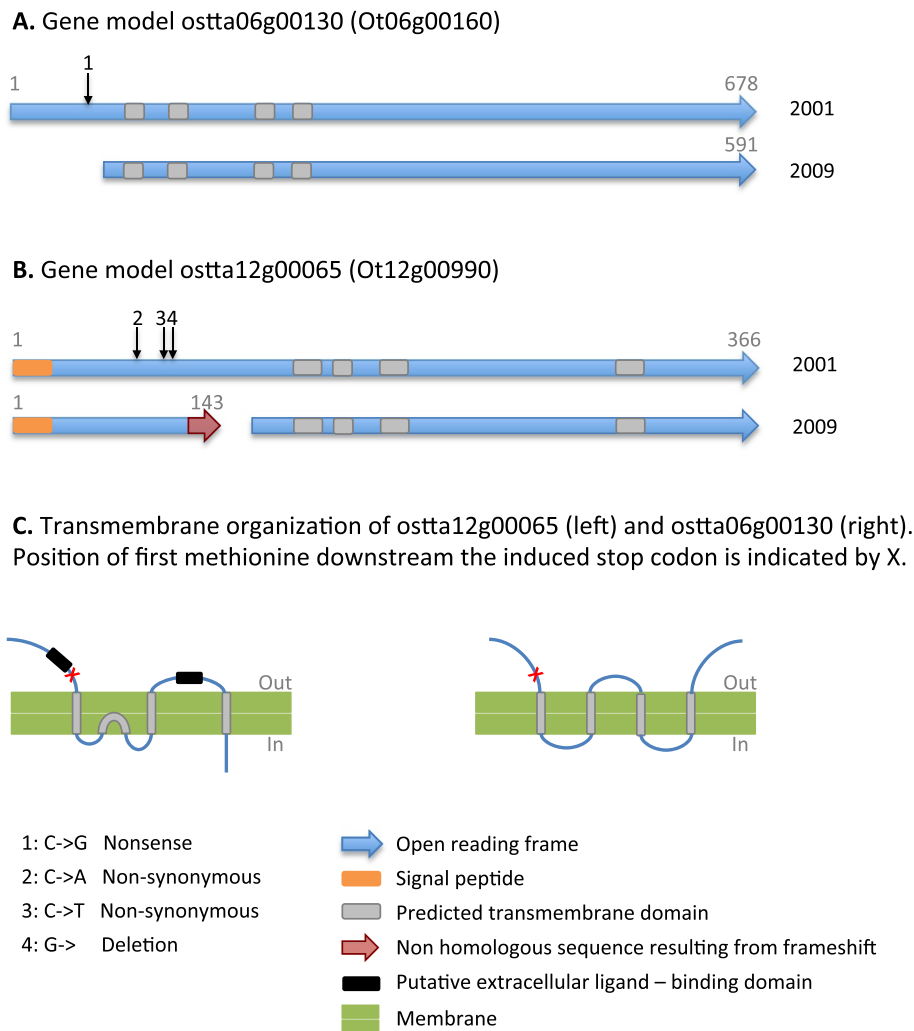 A. Gene model ostta06g00130 (Ot06g00160)
1
1
678
2001
591
2009
B. Gene model ostta12g00065 (Ot12g00990)
1
2 34
366
2001
1
143
2009
C. Transmembrane organization of ostta12g00065 (left) and ostta06g00130 (right).
Position of first methionine downstream the induced stop codon is indicated by X.
Out
In
Out
In
1: C->G Nonsense
2: C->A Non-synonymous
3: C->T Non-synonymous
4: G-> Deletion
Open reading frame
Signal peptide
Predicted transmembrane domain
Non homologous sequence resulting from frameshift
Putative extracellular ligand – binding domain
Membrane